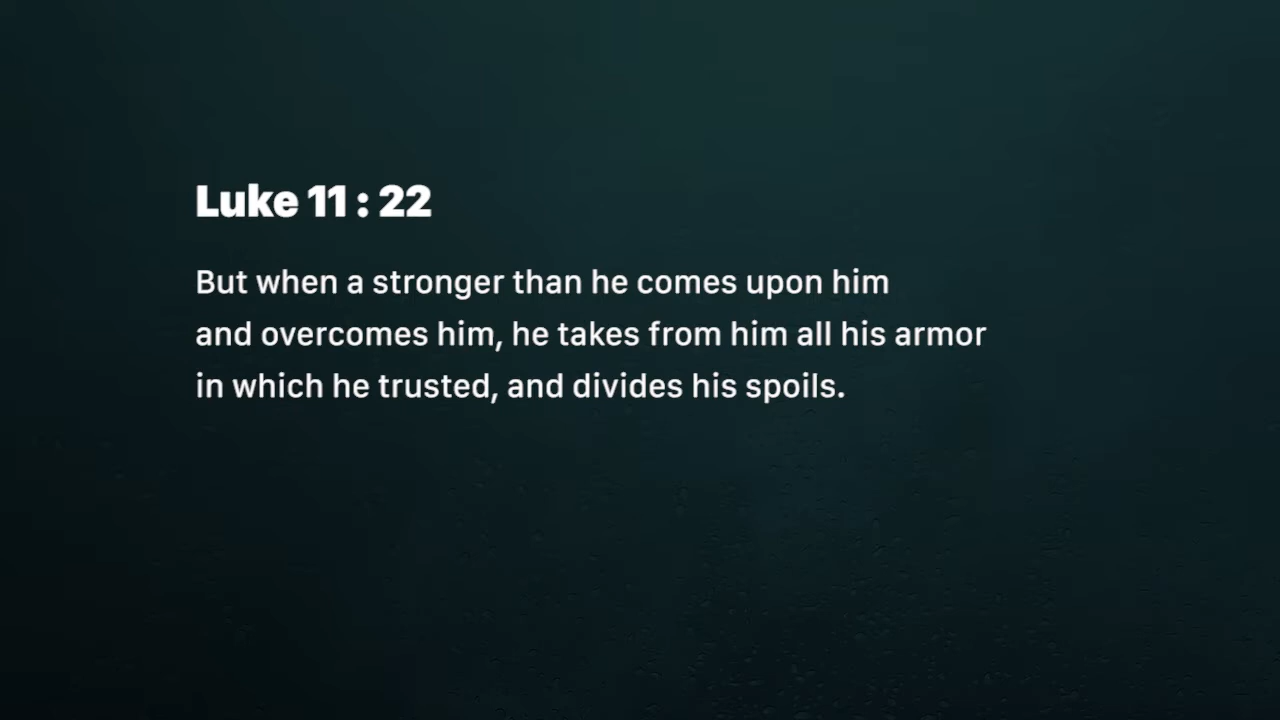 Luke 11 : 22
But when a stronger than he comes upon him
and overcomes him, he takes from him all his armor
in which he trusted, and divides his spoils.